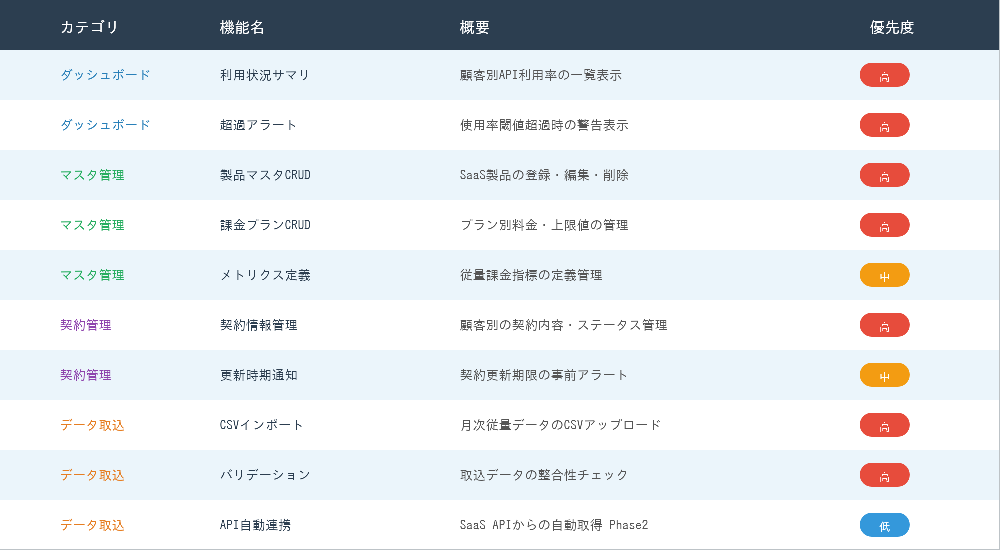 カテゴリ 機能名 概要 優先度
ダッシュボード 利用状況サマリ 顧客別API利用率の一覧表示 高
ダッシュボード 超過アラート 使用率閾値超過時の警告表示 高
マスタ管理 製品マスタCRUD SaaS製品の登録・編集・削除 高
マスタ管理 課金プランCRUD プラン別料金・上限値の管理 高
マスタ管理 メトリクス定義 従量課金指標の定義管理 中
契約管理 契約情報管理 顧客別の契約内容・ステータス管理 高
契約管理 更新時期通知 契約更新期限の事前アラート 中
データ取込 CSVインポート 月次従量データのCSVアップロード 高
データ取込 バリデーション 取込データの整合性チェック 高
データ取込 API自動連携 SaaS APIからの自動取得 Phase2 低